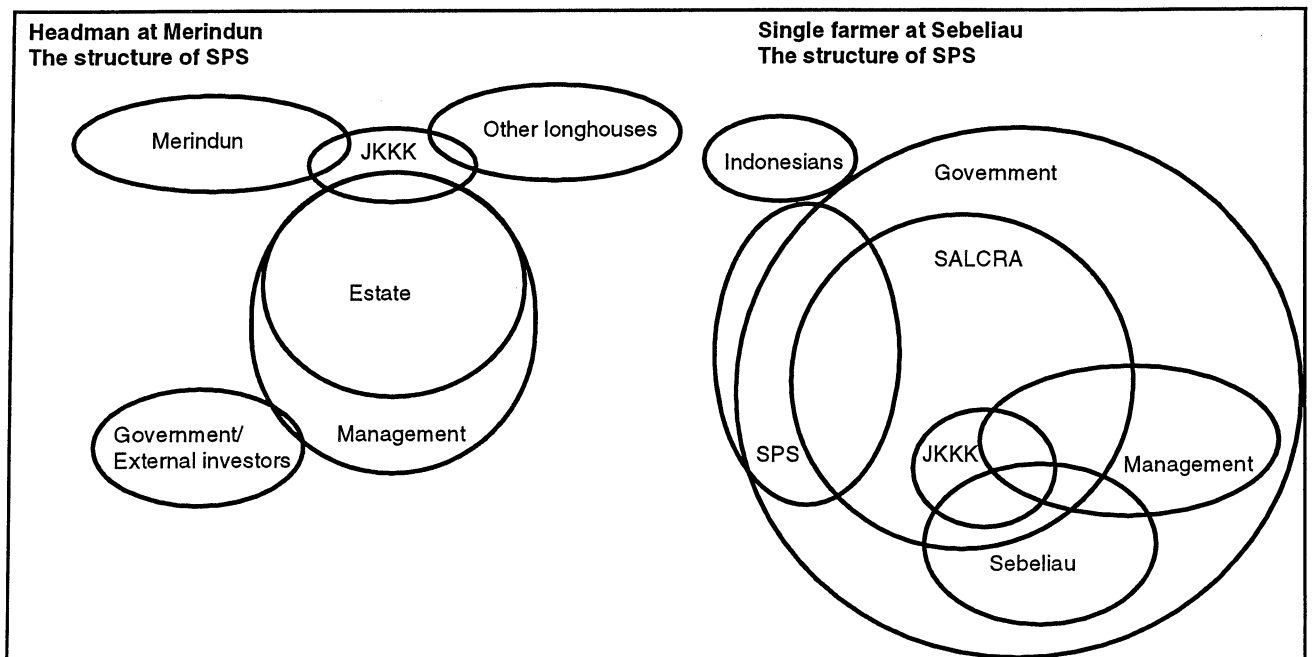 Headman at Merindun
The structure of SPS
Merindun
JKKK
Other longhouses
Estate
Management
Government/
External investors
Single farmer at Sebeliau
The structure of SPS
Indonesians
Government
SALCRA
SPS
JKKK
Management
Sebeliau